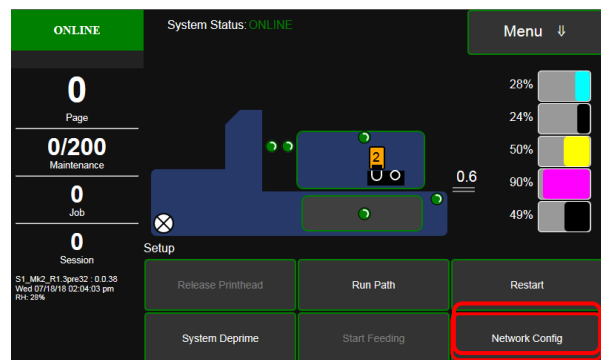 ONLINE
System Status: ONLINE
Menu ⇓
0
Page
0/200
Maintenance
0
Job
0
Session
S1_Mk2_R1.3pre32 : 0.0.38
Wed 07/18/18 02:04:03 pm
RH: 28%
2
0.6
28%
24%
50%
90%
49%
Setup
Release Printhead
Run Path
Restart
System Deprime
Start Feeding
Network Config